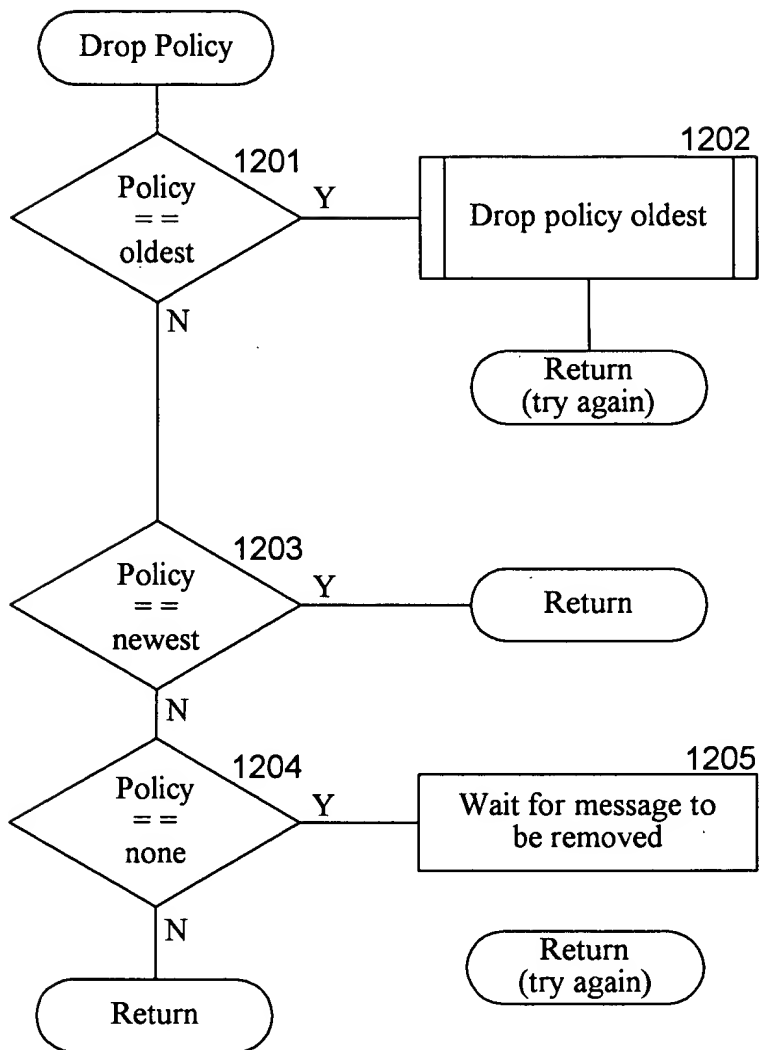 Drop Policy
1201
Policy
==
oldest
Y
N
1202
Drop policy oldest
Return
(try again)
1203
Policy
==
newest
Y
N
Return
1204
Policy
==
none
Y
N
1205
Wait for message to
be removed
Return
(try again)
Return